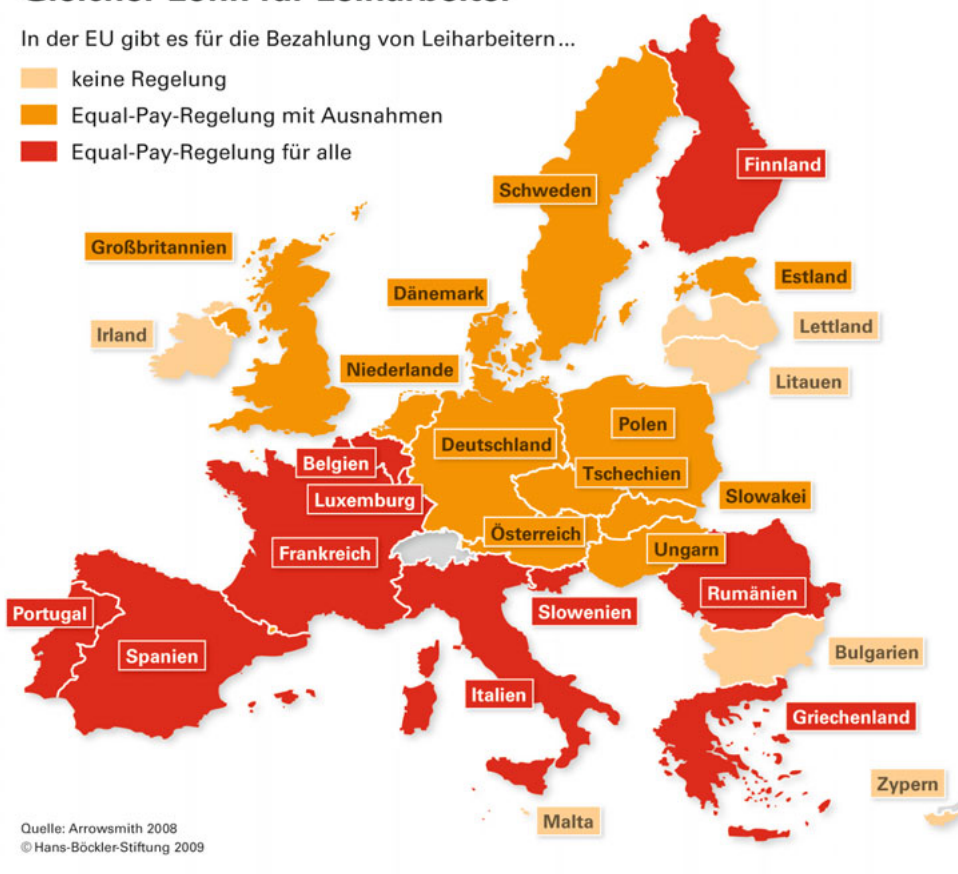 In der EU gibt es für die Bezahlung von Leiharbeitern...
keine Regelung
Equal-Pay-Regelung mit Ausnahmen
Equal-Pay-Regelung für alle
Finnland
Schweden
Großbritannien
Estland
Dänemark
Irland
Lettland
Niederlande
Litauen
Polen
Deutschland
Belgien
Tschechien
Luxemburg
Slowakei
Österreich
Frankreich
Ungarn
Rumänien
Portugal
Slowenien
Spanien
Bulgarien
Italien
Griechenland
Zypern
Malta
Quelle: Arrowsmith 2008
© Hans-Böckler-Stiftung 2009